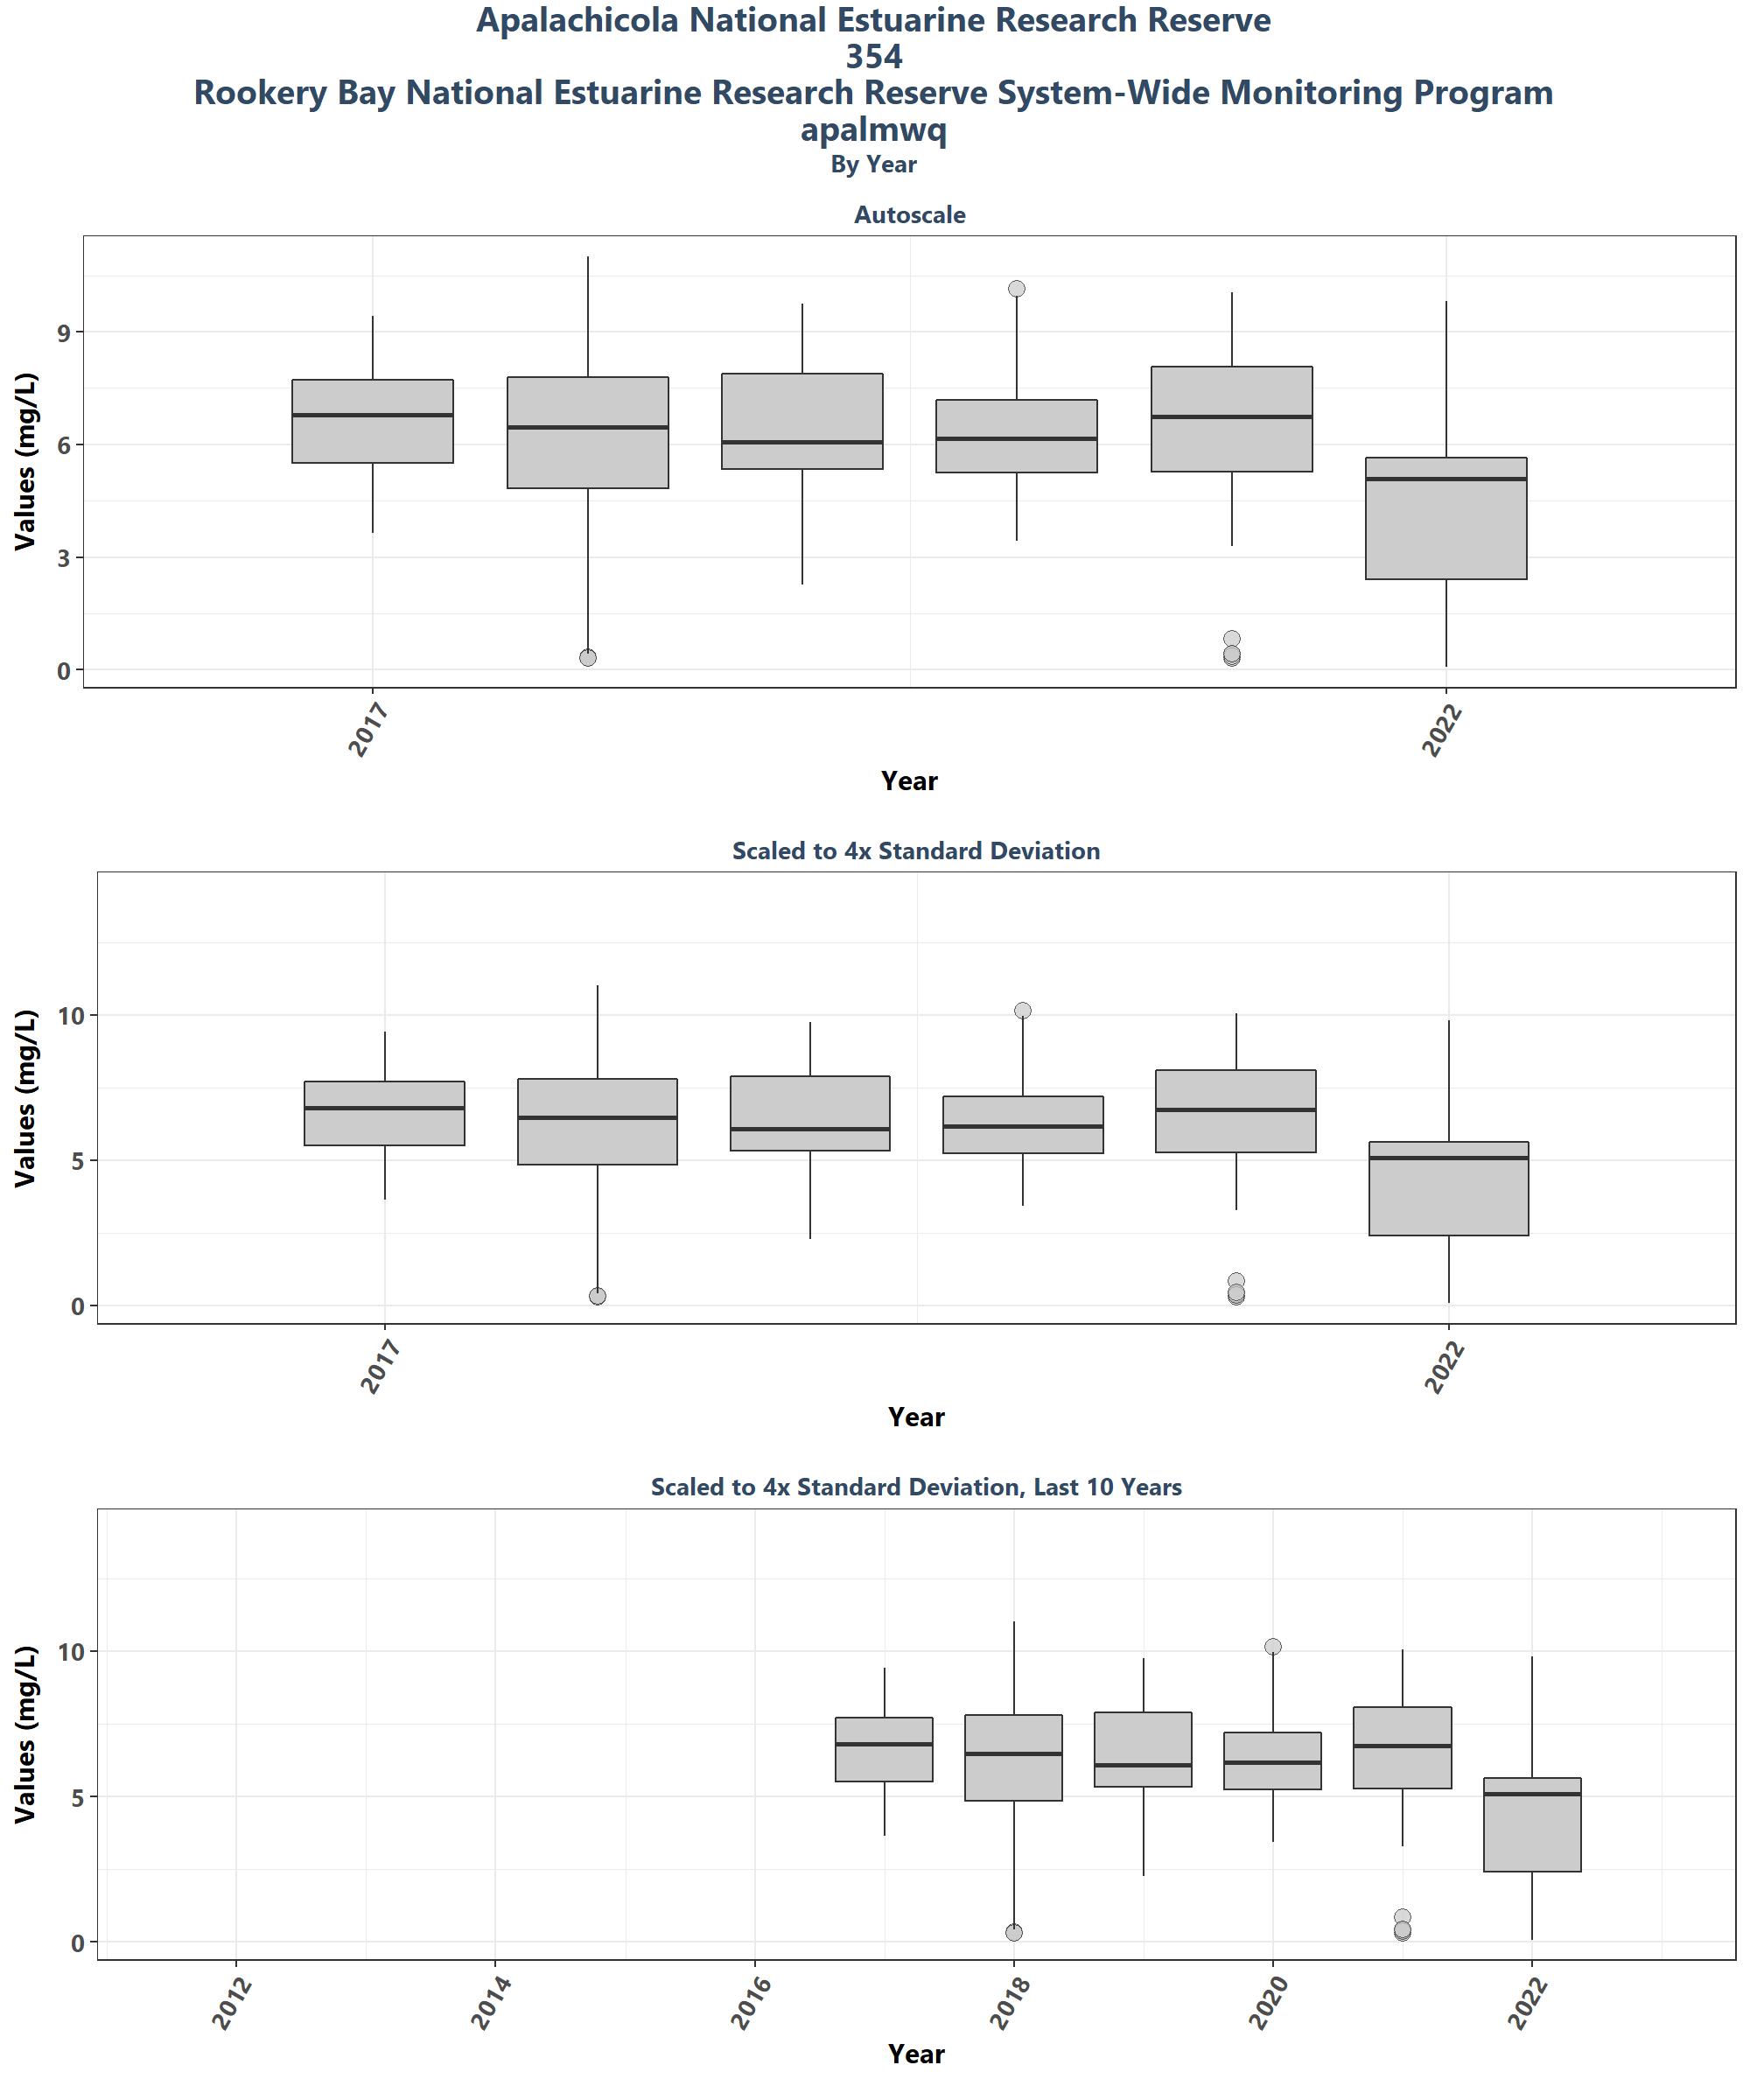 Apalachicola National Estuarine Research Reserve
354
Rookery Bay National Estuarine Research Reserve System-Wide Monitoring Program
apalmwq
By Year
Autoscale
Values (mg/L)
9
6
3
0
2017
2022
Year
Scaled to 4x Standard Deviation
Values (mg/L)
10
5
0
2017
2022
Year
Scaled to 4x Standard Deviation, Last 10 Years
Values (mg/L)
10
5
0
2012
2014
2016
2018
2020
2022
Year